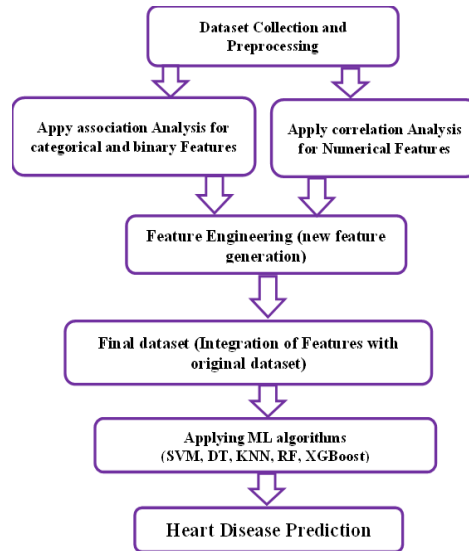 Dataset Collection and
Preprocessing
Appy association Analysis for
categorical and binary Features
Apply correlation Analysis
for Numerical Features
Feature Engineering (new feature
generation)
Final dataset (Integration of Features with
original dataset)
Applying ML algorithms
(SVM, DT, KNN, RF, XGBoost)
Heart Disease Prediction